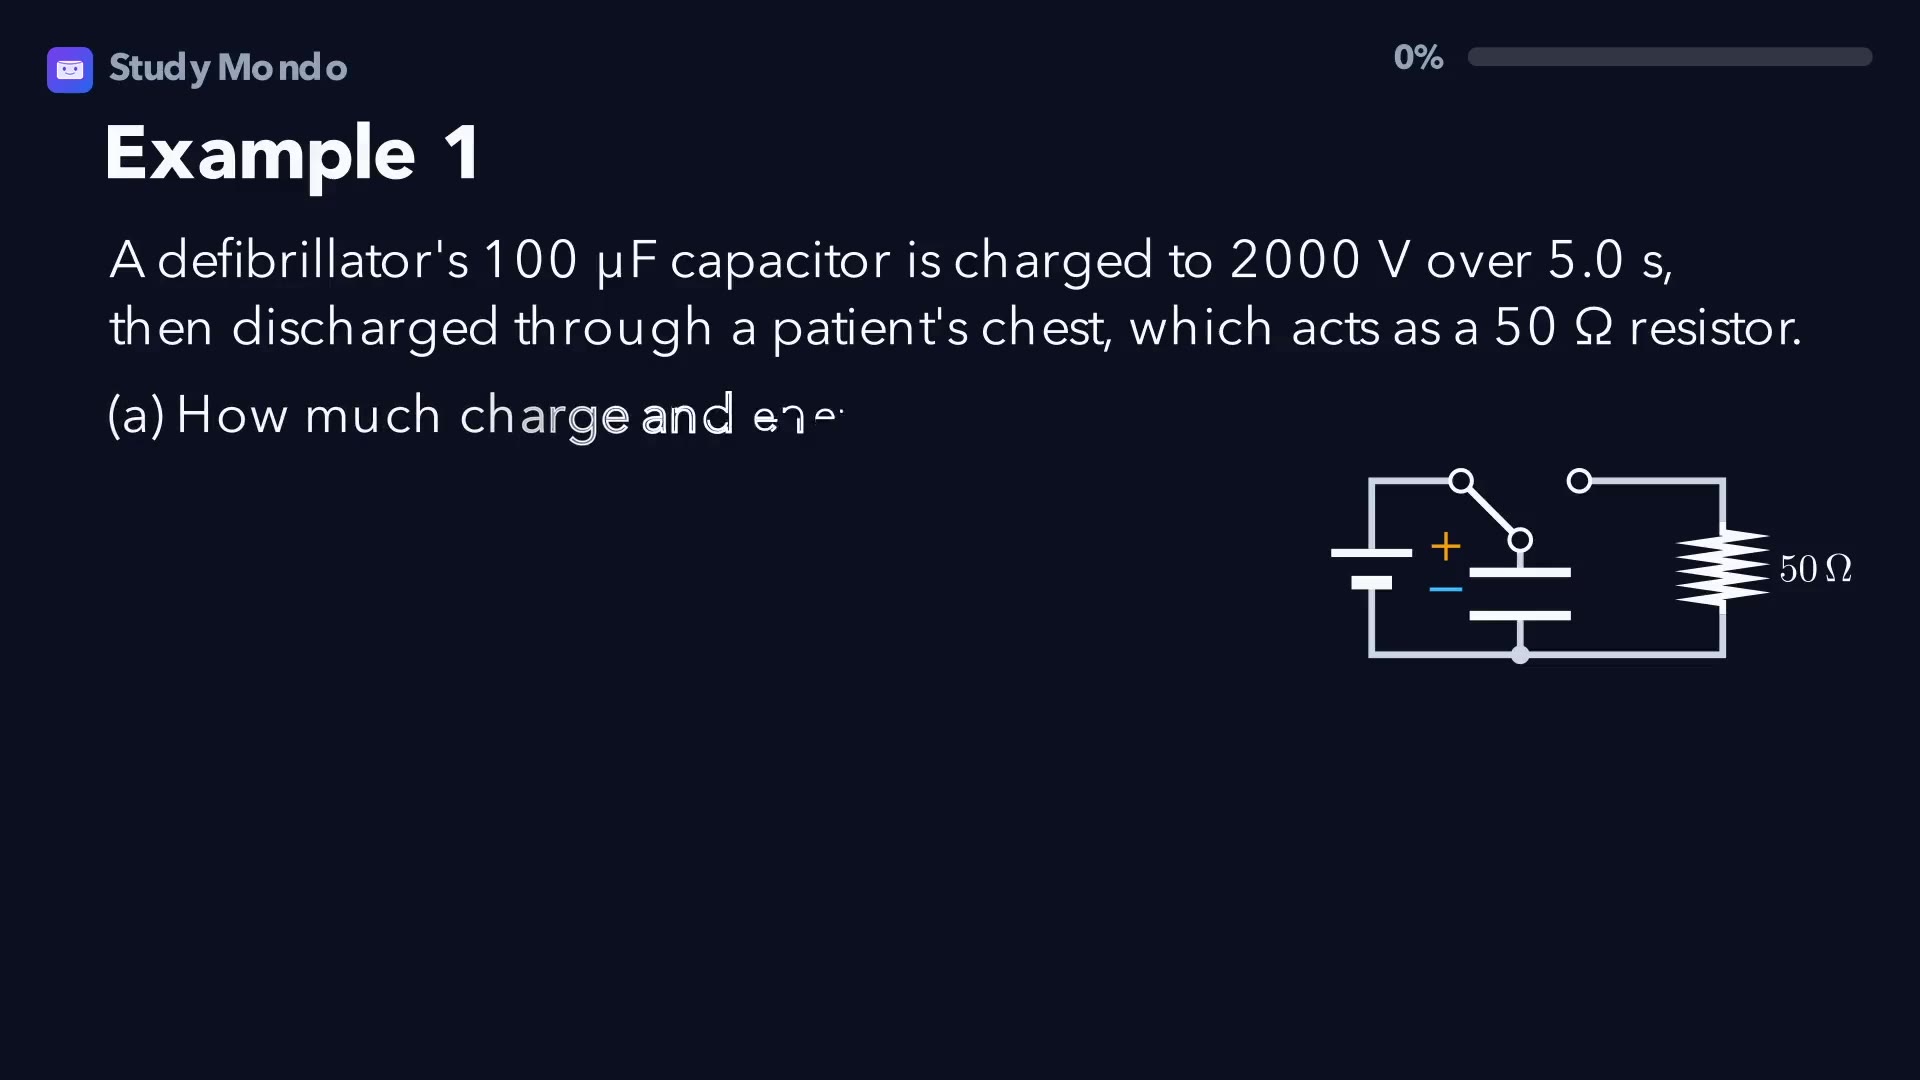 Study Mondo
0%
Example 1
A defibrillator's 100 µF capacitor is charged to 2000 V over 5.0 s,
then discharged through a patient's chest, which acts as a 50 Ω resistor.
(a) How much charge and
+
−
50 Ω